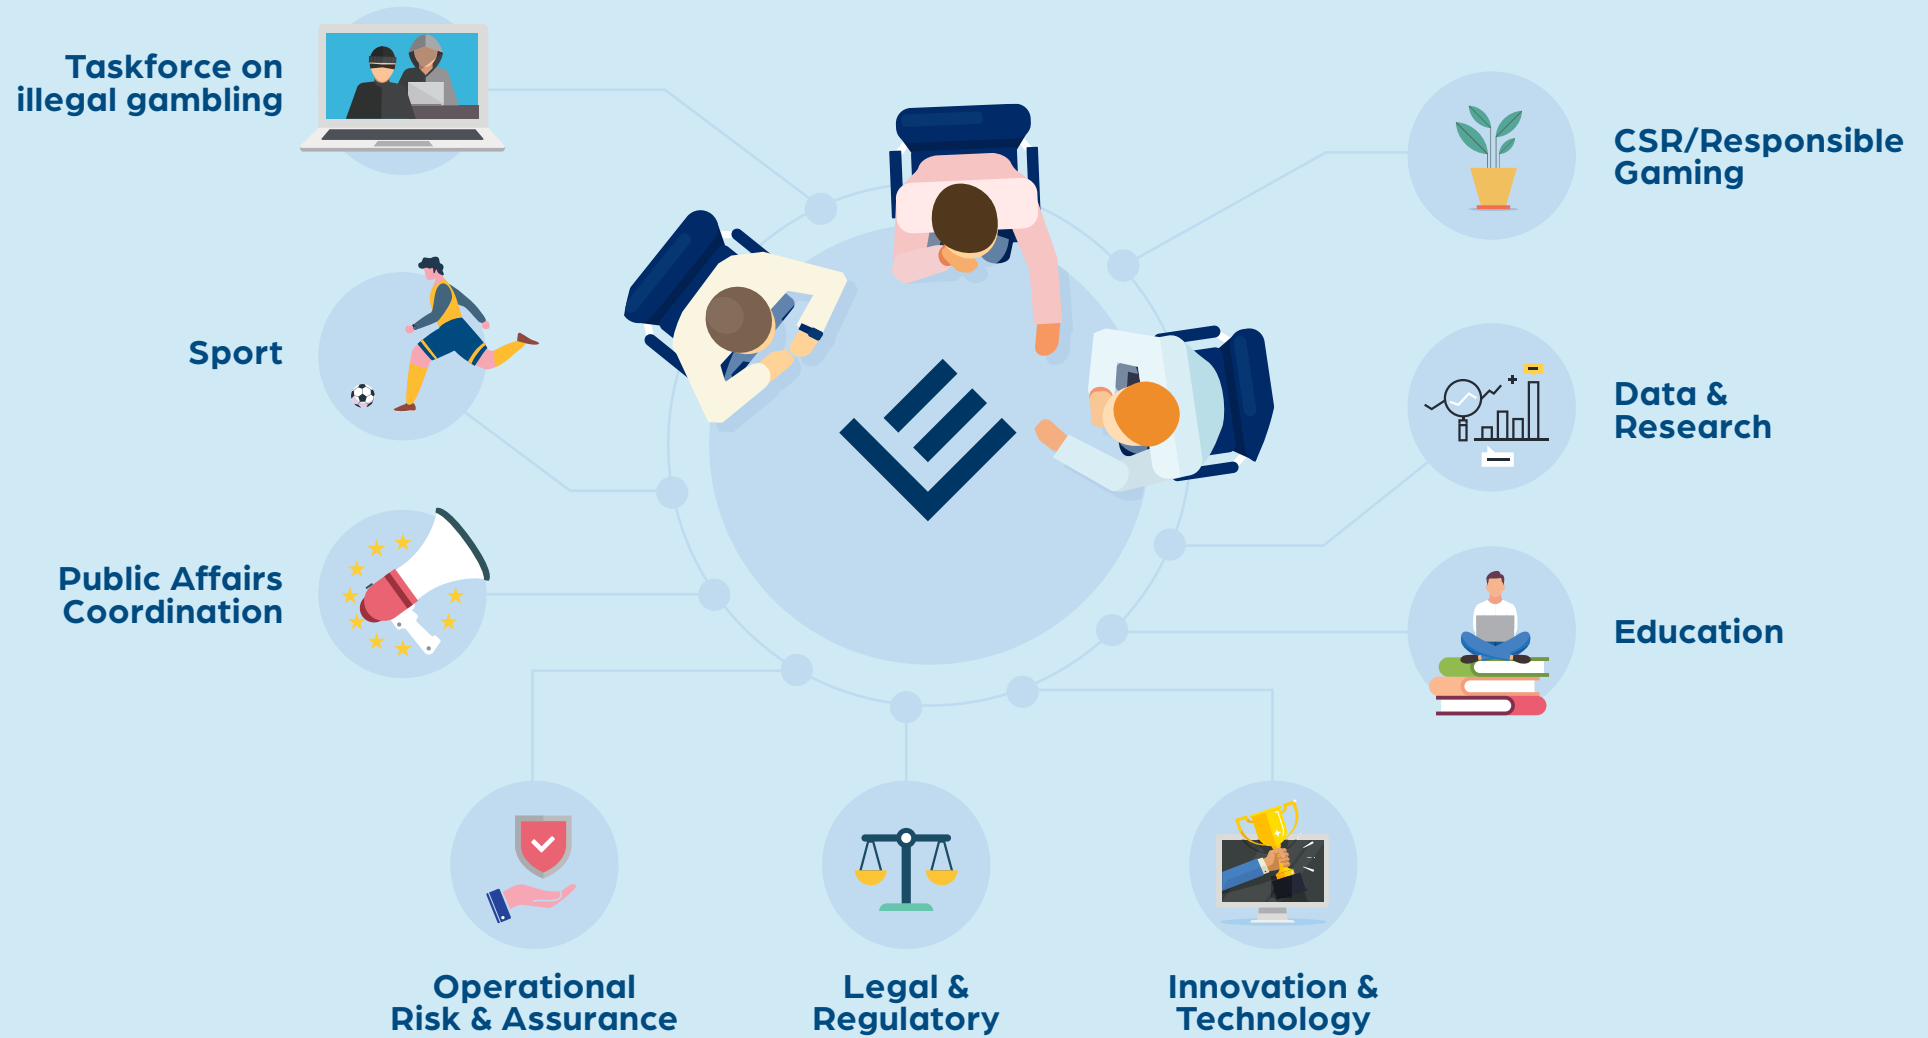 Taskforce on
illegal gambling
Sport
Public Affairs
Coordination
CSR/Responsible
Gaming
Data &
Research
Education
Operational
Risk & Assurance
Legal &
Regulatory
Innovation &
Technology